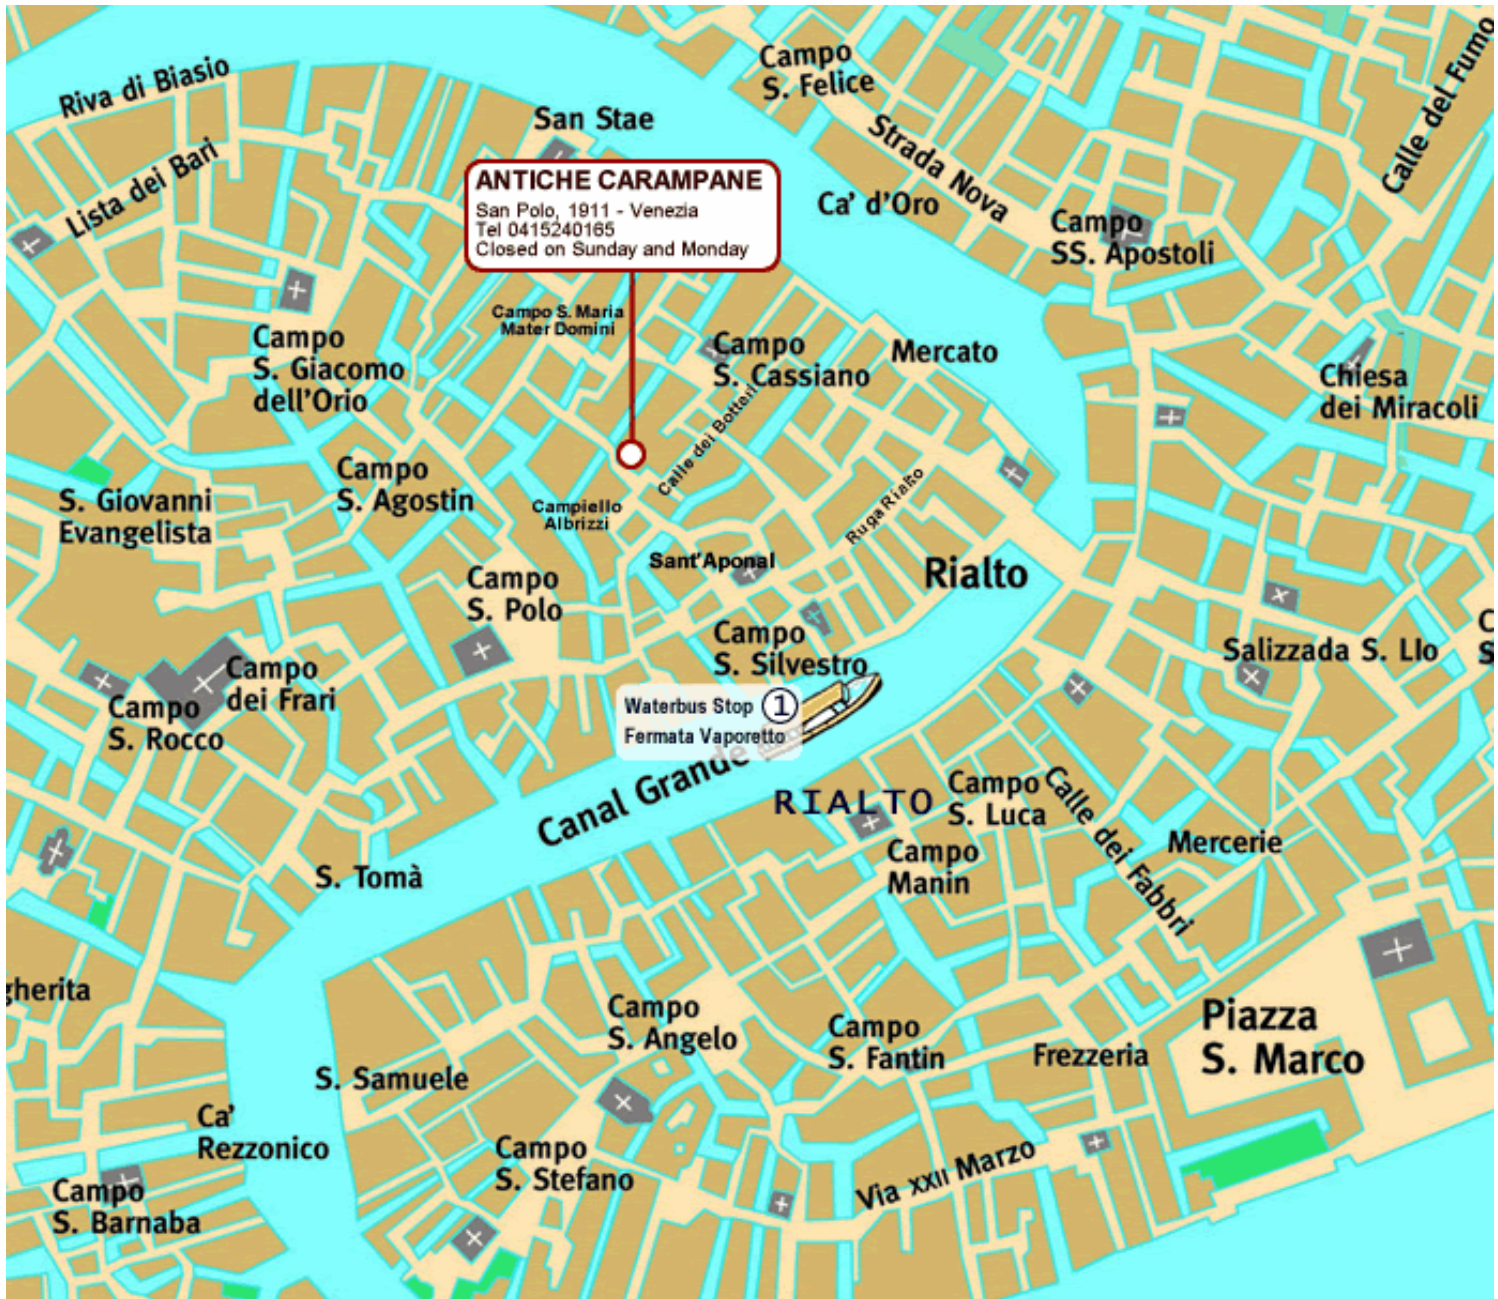 Riva di Biasio
Lista dei Bari
San Stae
Campo
S. Felice
Strada Nova
Ca' d'Oro
Calle del Fumo
Campo
SS. Apostoli
ANTICHE CARAMPANE
San Polo, 1911 - Venezia
Tel 0415240165
Closed on Sunday and Monday
Campo S. Maria
Mater Domini
Campo
S. Giacomo
dell'Orio
Campo
S. Cassiano
Mercato
Chiesa
dei Miracoli
Calle dei Botteri
Campo
S. Agostin
S. Giovanni
Evangelista
Campiello
Albrizzi
Ruga Rialto
Sant'Aponal
Rialto
Campo
S. Polo
Campo
S. Silvestro
Salizzada S. LIo
C
S
Campo
dei Frari
Campo
S. Rocco
Waterbus Stop 1
Fermata Vaporetto
Canal Grande
RIALTO
Campo
S. Luca
Calle dei Fabbri
Mercerie
Campo
Manin
S. Tomà
gherita
Campo
S. Angelo
Campo
S. Fantin
Frezzeria
Piazza
S. Marco
S. Samuele
Ca'
Rezzonico
Campo
S. Stefano
Via XXII Marzo
Campo
S. Barnaba